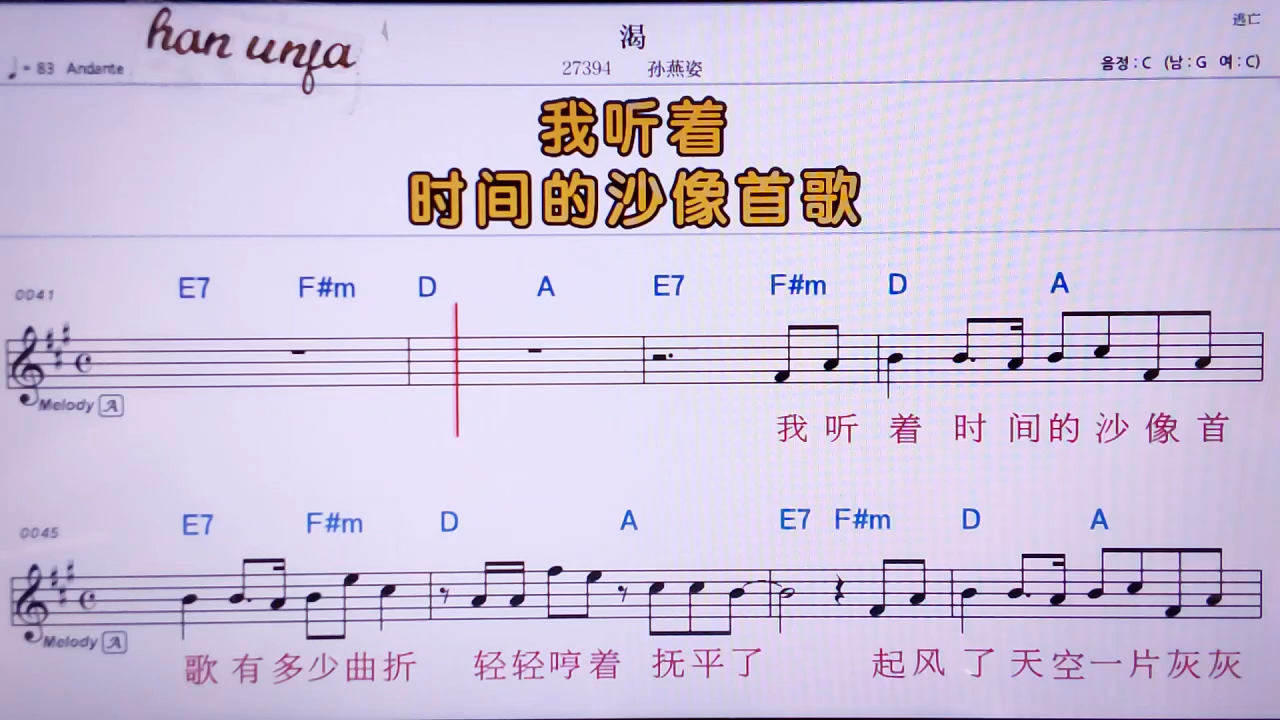 han unfa
逃亡
渴
♩= 83 Andante
27394 孙燕姿
음정 : C (남 : G 여 : C)
我听着
时间的沙像首歌
0041
E7 F#m D A E7 F#m D A
Melody A
我 听 着 时 间 的 沙 像 首
0045
E7 F#m D A E7 F#m D A
Melody A
歌 有 多 少 曲 折 轻 轻 哼 着 抚 平 了 起 风 了 天 空 一 片 灰 灰